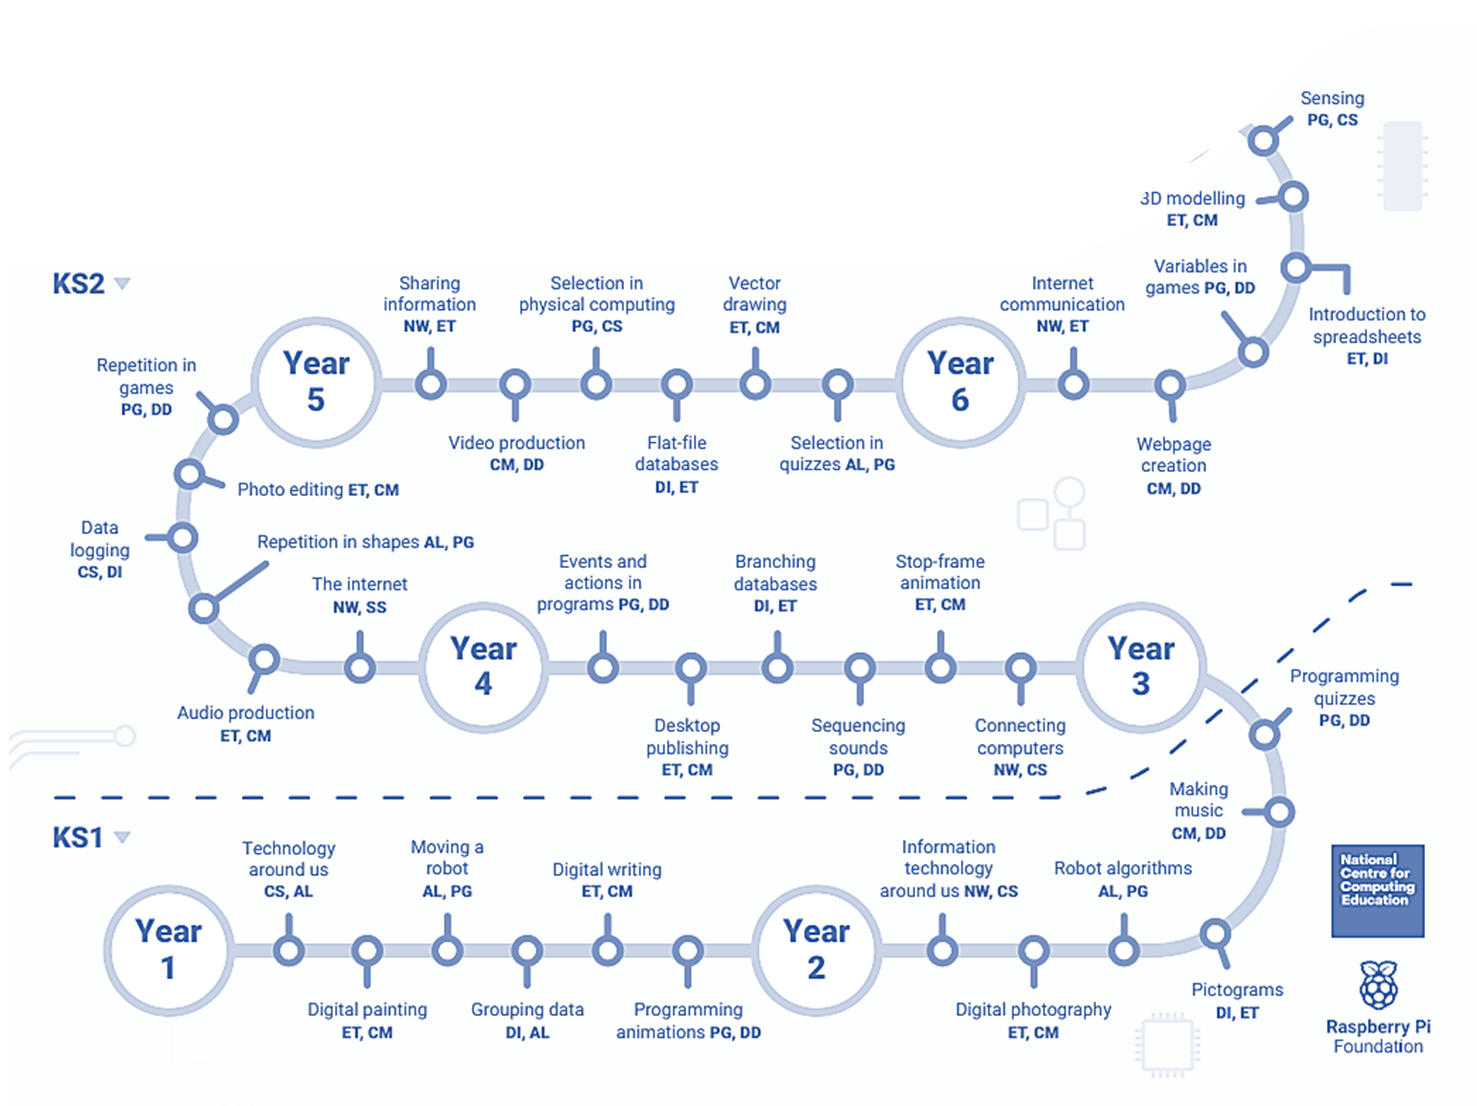 Sensing
PG, CS
3D modelling
ET, CM
KS2
Sharing
information
NW, ET
Selection in
physical computing
PG, CS
Vector
drawing
ET, CM
Internet
communication
NW, ET
Variables in
games PG, DD
Introduction to
spreadsheets
ET, DI
Year
5
Year
6
Repetition in
games
PG, DD
Video production
CM, DD
Flat-file
databases
DI, ET
Selection in
quizzes AL, PG
Webpage
creation
CM, DD
Photo editing ET, CM
Data
logging
CS, DI
Repetition in shapes AL, PG
The internet
NW, SS
Events and
actions in
programs PG, DD
Branching
databases
DI, ET
Stop-frame
animation
ET, CM
Year
4
Year
3
Audio production
ET, CM
Desktop
publishing
ET, CM
Sequencing
sounds
PG, DD
Connecting
computers
NW, CS
Programming
quizzes
PG, DD
Making
music
CM, DD
KS1
Technology
around us
CS, AL
Moving a
robot
AL, PG
Digital writing
ET, CM
Information
technology
around us NW, CS
Robot algorithms
AL, PG
Year
1
Year
2
Digital painting
ET, CM
Grouping data
DI, AL
Programming
animations PG, DD
Digital photography
ET, CM
Pictograms
DI, ET
National
Centre for
Computing
Education
Raspberry Pi
Foundation